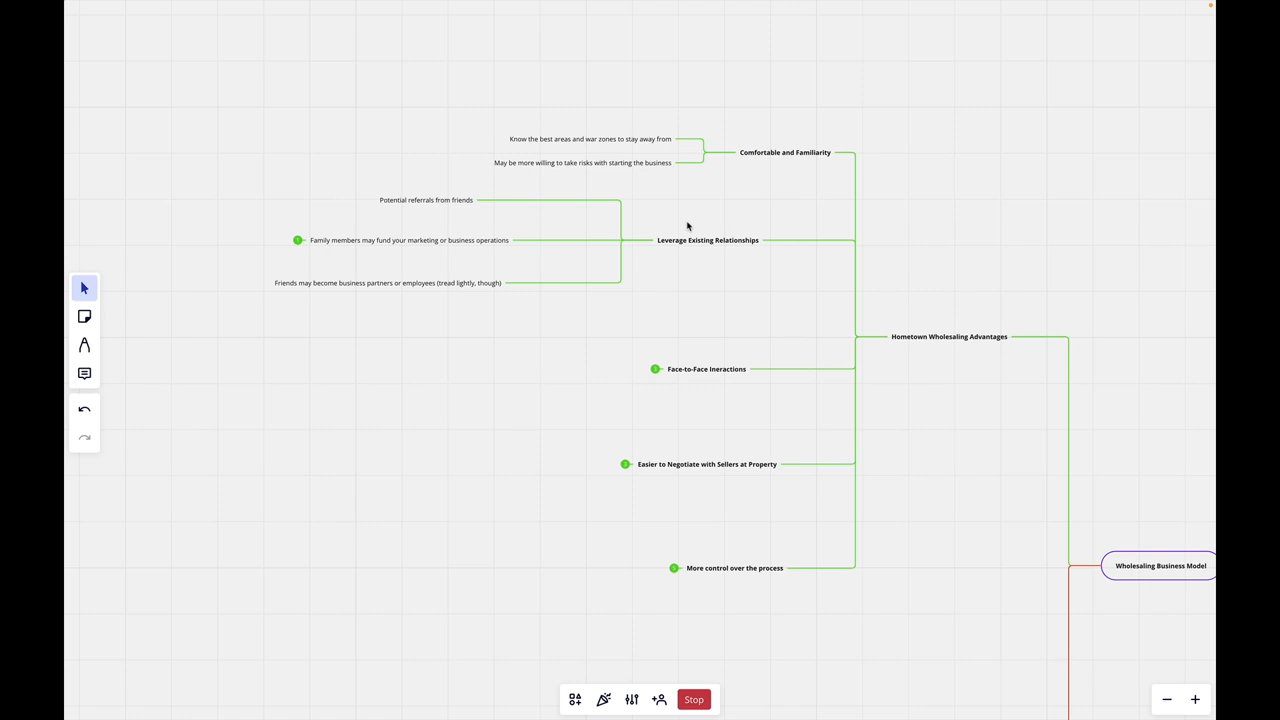 Know the best areas and war zones to stay away from
Comfortable and Familiarity
May be more willing to take risks with starting the business
Potential referrals from friends
Family members may fund your marketing or business operations
Leverage Existing Relationships
Friends may become business partners or employees (tread lightly, though)
Hometown Wholesaling Advantages
Face-to-Face Ineractions
Easier to Negotiate with Sellers at Property
More control over the process
Wholesaling Business Model
Stop